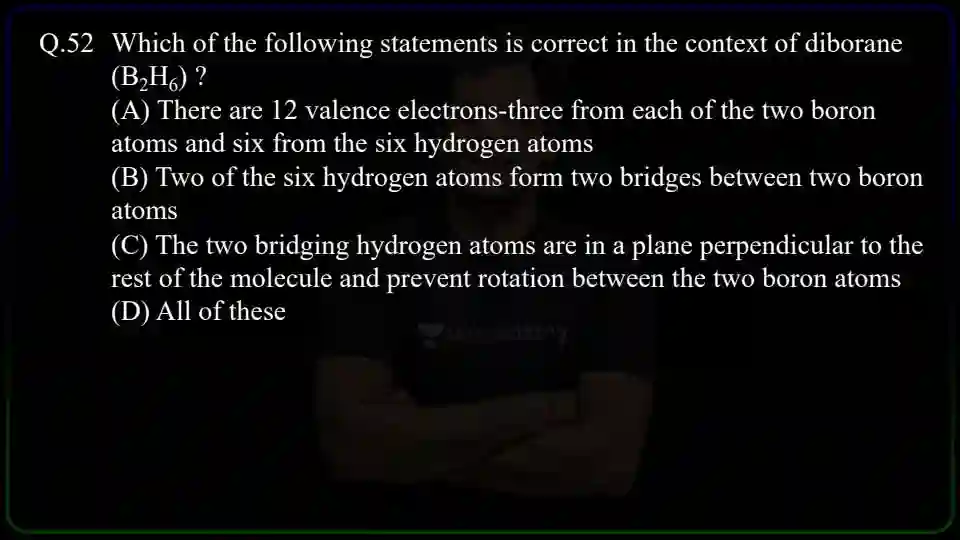 Q.52 Which of the following statements is correct in the context of diborane
(B₂H₆) ?
(A) There are 12 valence electrons-three from each of the two boron
atoms and six from the six hydrogen atoms
(B) Two of the six hydrogen atoms form two bridges between two boron
atoms
(C) The two bridging hydrogen atoms are in a plane perpendicular to the
rest of the molecule and prevent rotation between the two boron atoms
(D) All of these